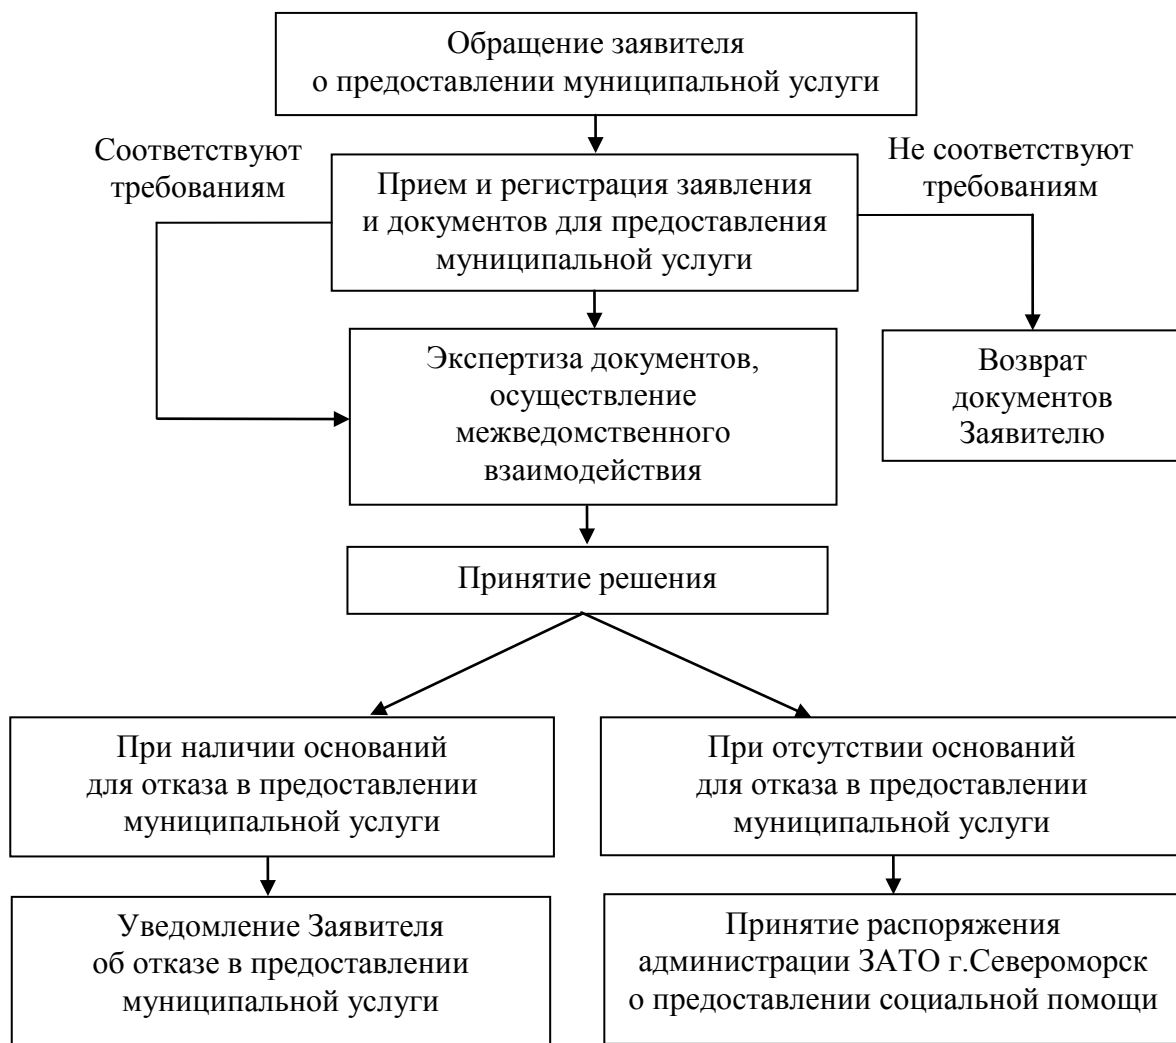 Обращение заявителя
о предоставлении муниципальной услуги
Соответствуют
требованиям
Не соответствуют
требованиям
Прием и регистрация заявления
и документов для предоставления
муниципальной услуги
Экспертиза документов,
осуществление
межведомственного
взаимодействия
Возврат
документов
Заявителю
Принятие решения
При наличии оснований
для отказа в предоставлении
муниципальной услуги
При отсутствии оснований
для отказа в предоставлении
муниципальной услуги
Уведомление Заявителя
об отказе в предоставлении
муниципальной услуги
Принятие распоряжения
администрации ЗАТО г.Североморск
о предоставлении социальной помощи